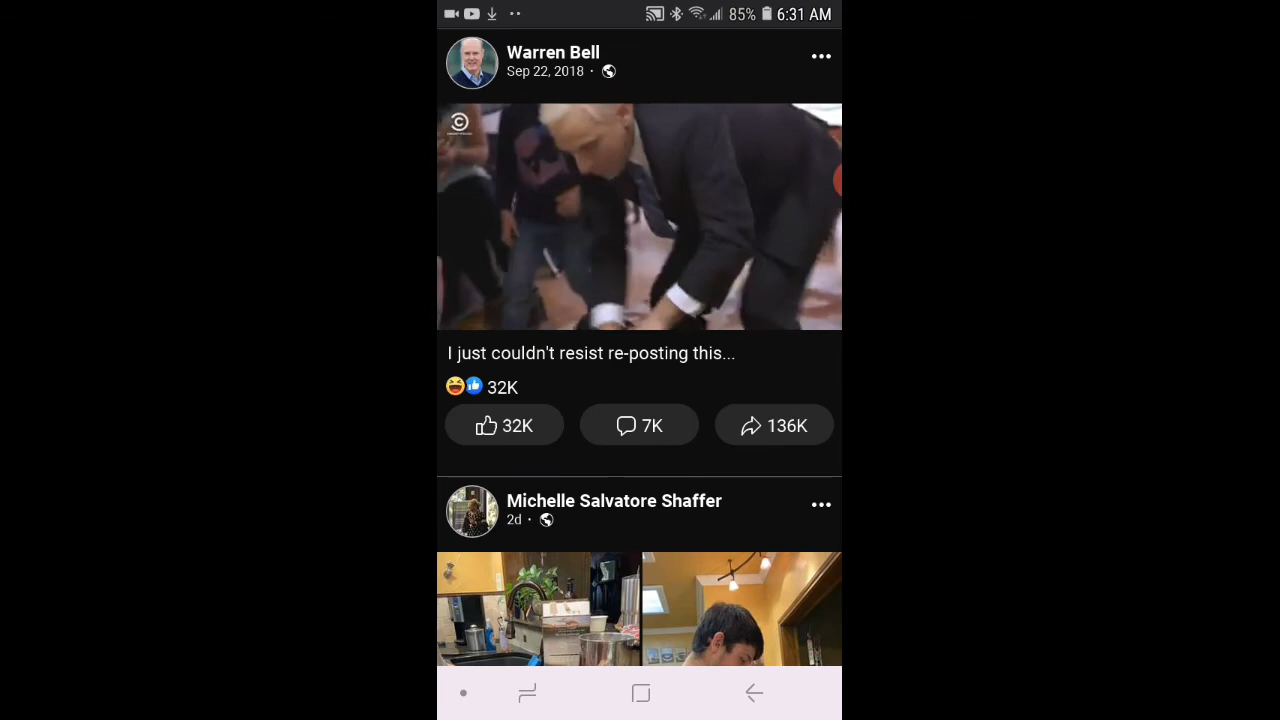 85% 6:31 AM
Warren Bell
Sep 22, 2018 ·
I just couldn't resist re-posting this...
32K
32K 7K 136K
Michelle Salvatore Shaffer
2d ·